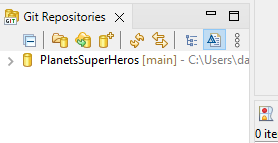 Git Repositories
PlanetsSuperHeros [main] - C:\Users\da
0 ite